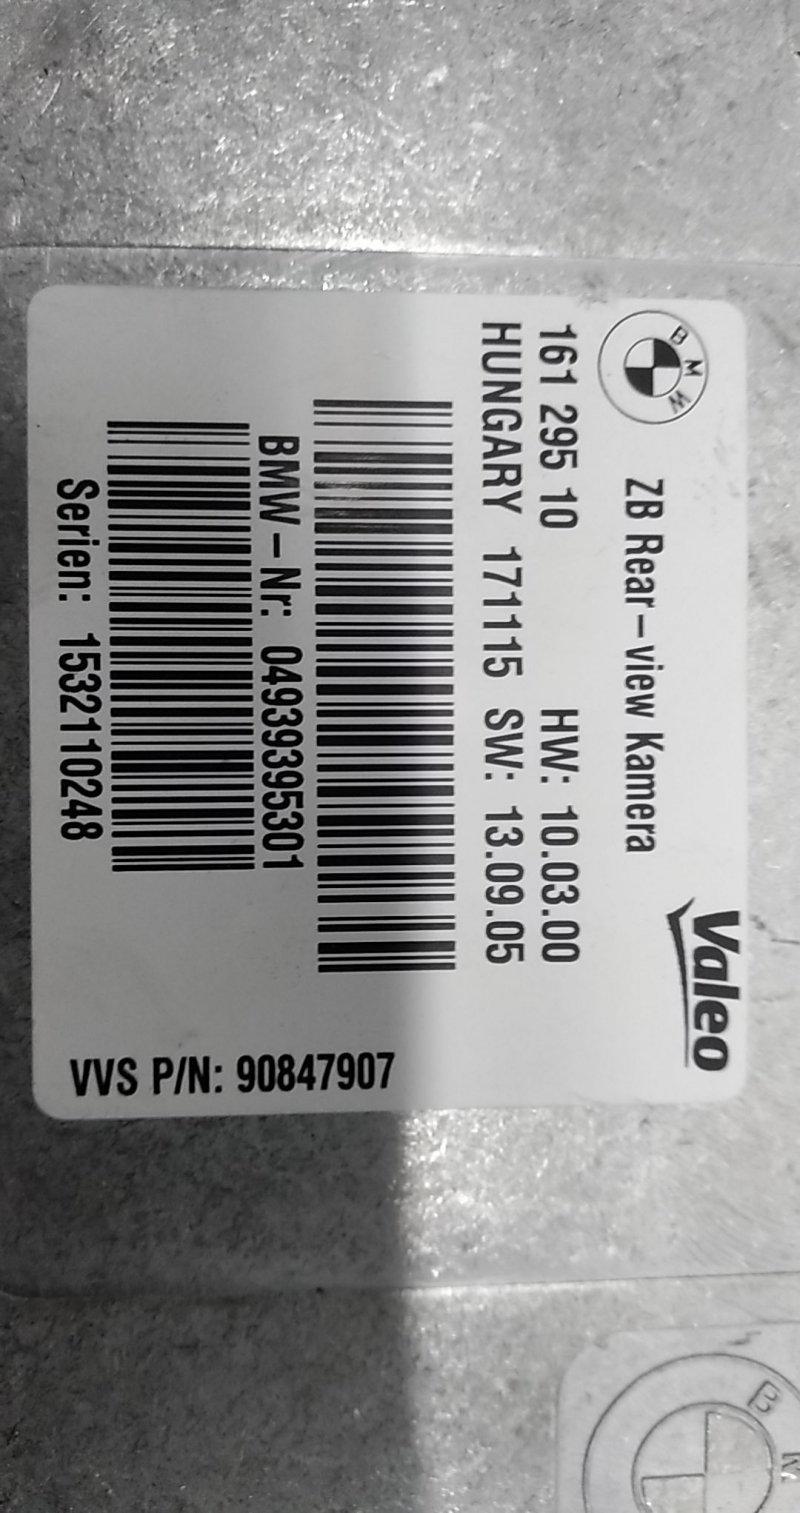 BMW
ZB Rear-view Kamera
Valeo
161 295 10 HW: 10.03.00
HUNGARY 171115 SW: 13.09.05
BMW-Nr: 04939395301
Serien: 1532110248
VVS P/N: 90847907
B M